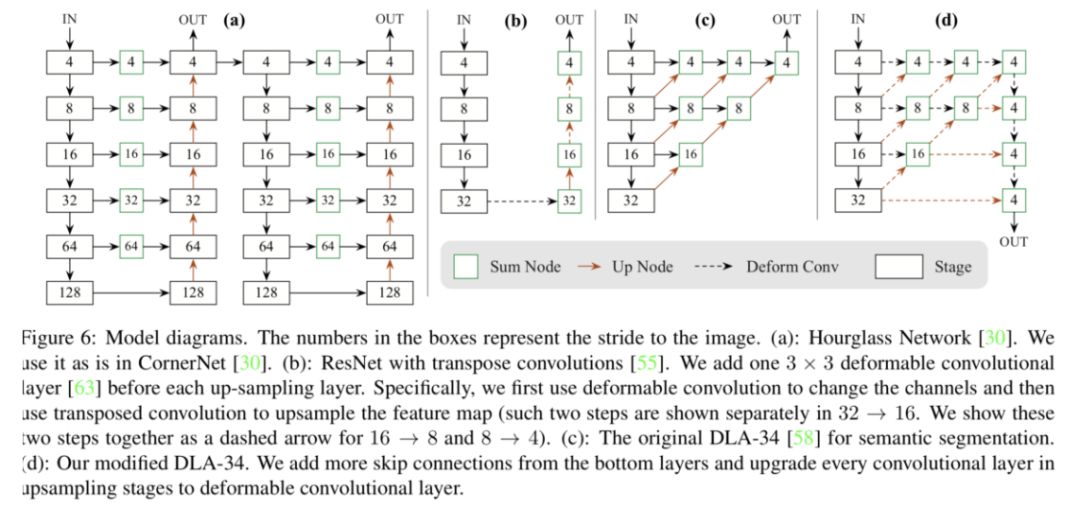 IN OUT (a) OUT (b) IN OUT IN (c) OUT IN (d)
4 4 4 4 4 4 4 4 4 4 4 4 4 4 4 4
8 8 8 8 8 8 8 8 8 8 8 8 8 8 4
16 16 16 16 16 16 16 16 16 16 16 16 4
32 32 32 32 32 32 32 32 32 32 4
64 64 64 64 64 64 OUT
128 128 128 128
Sum Node Up Node Deform Conv Stage
Figure 6: Model diagrams. The numbers in the boxes represent the stride to the image. (a): Hourglass Network [30]. We
use it as is in CornerNet [30]. (b): ResNet with transpose convolutions [55]. We add one 3 × 3 deformable convolutional
layer [63] before each up-sampling layer. Specifically, we first use deformable convolution to change the channels and then
use transposed convolution to upsample the feature map (such two steps are shown separately in 32 → 16. We show these
two steps together as a dashed arrow for 16 → 8 and 8 → 4). (c): The original DLA-34 [58] for semantic segmentation.
(d): Our modified DLA-34. We add more skip connections from the bottom layers and upgrade every convolutional layer in
upsampling stages to deformable convolutional layer.